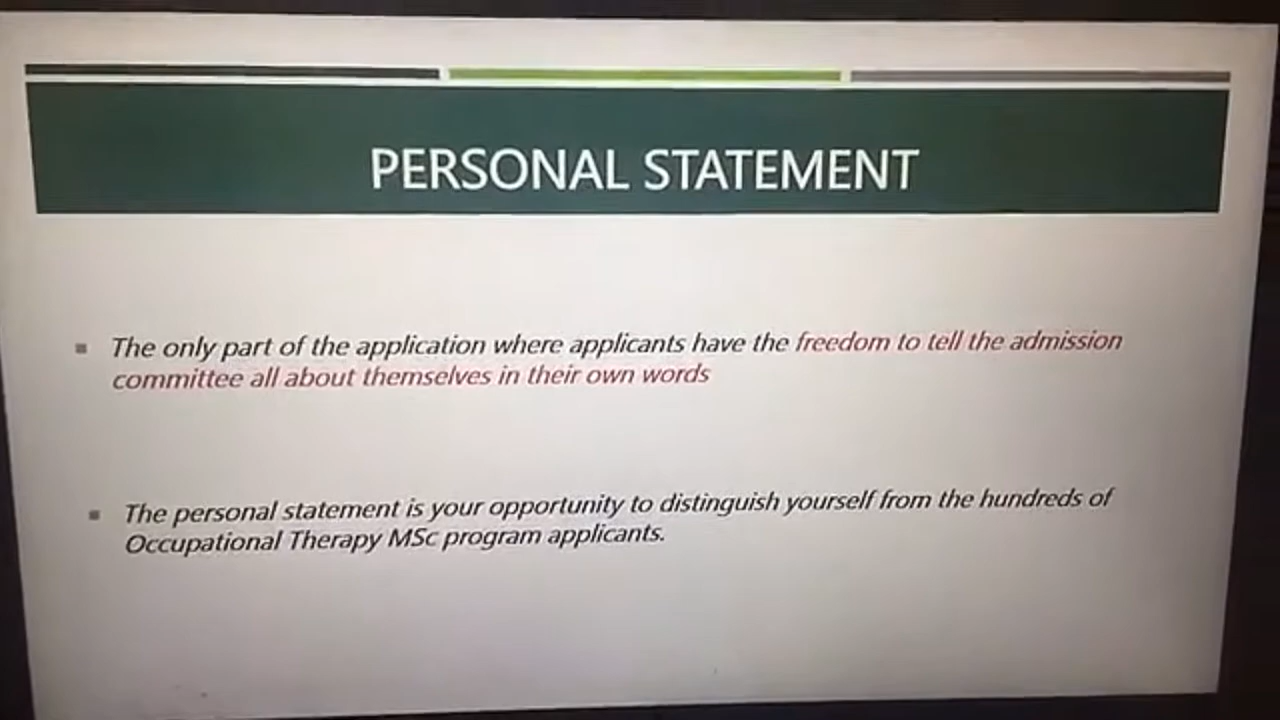 PERSONAL STATEMENT
The only part of the application where applicants have the freedom to tell the admission
committee all about themselves in their own words
The personal statement is your opportunity to distinguish yourself from the hundreds of
Occupational Therapy MSc program applicants.